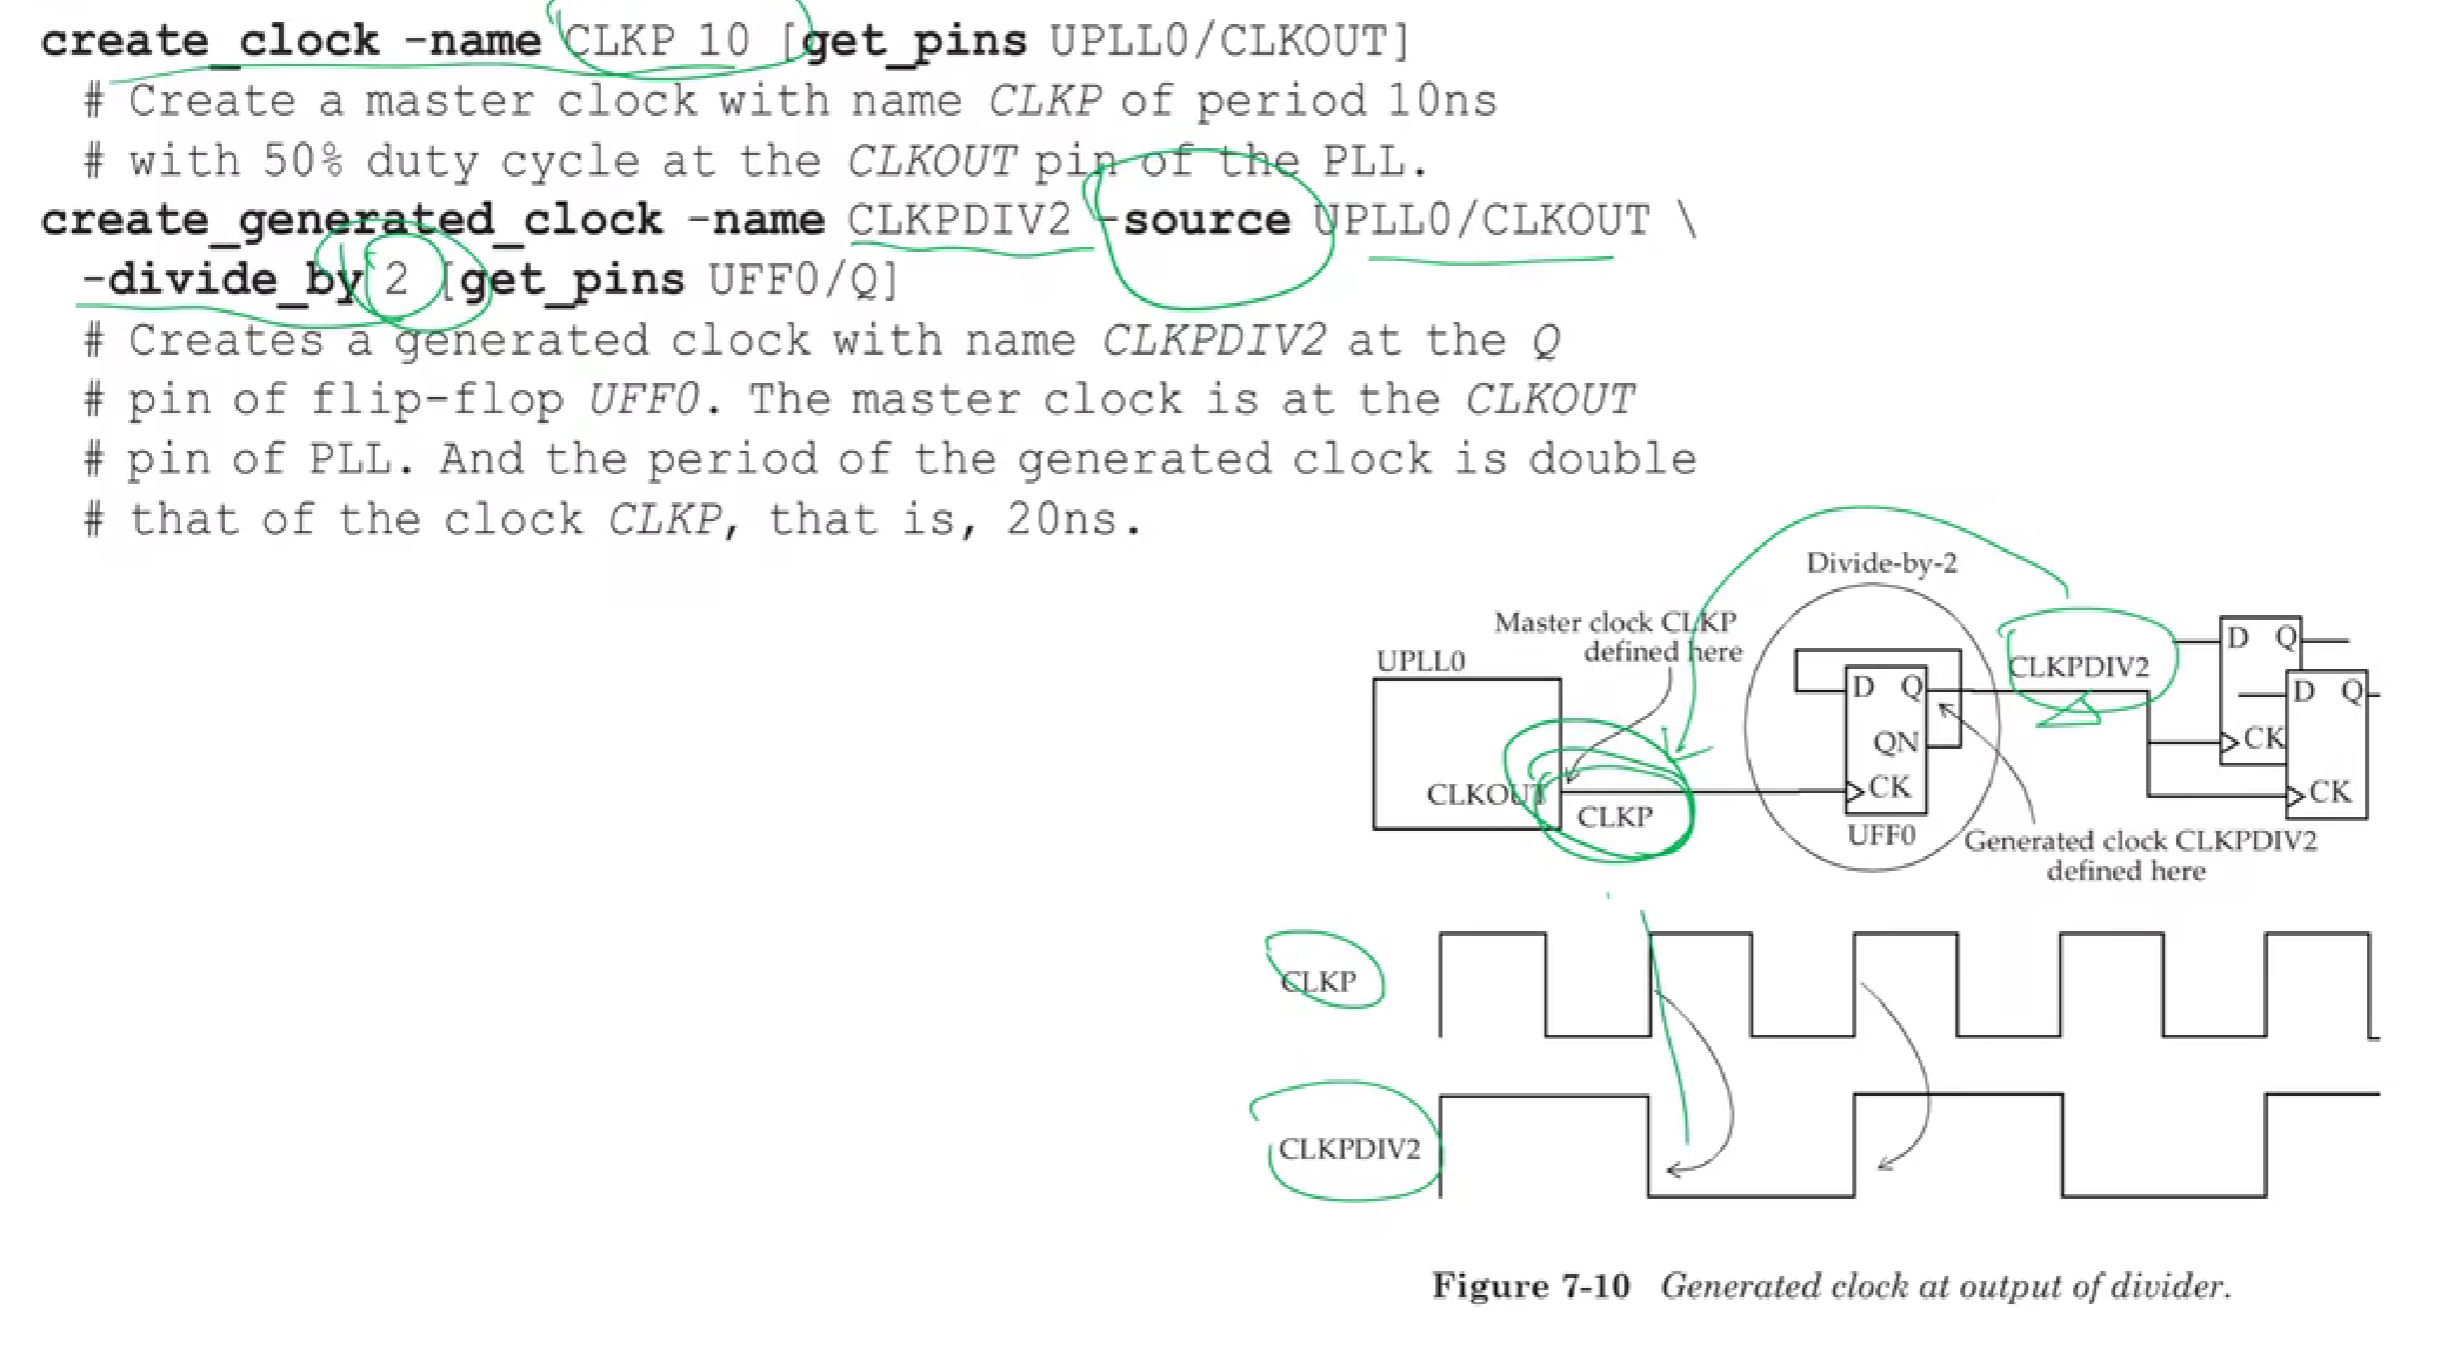 create_clock -name CLKP 10 [get_pins UPLL0/CLKOUT]
# Create a master clock with name CLKP of period 10ns
# with 50% duty cycle at the CLKOUT pin of the PLL.
create_generated_clock -name CLKPDIV2 -source UPLL0/CLKOUT \
-divide_by 2 [get_pins UFF0/Q]
# Creates a generated clock with name CLKPDIV2 at the Q
# pin of flip-flop UFF0. The master clock is at the CLKOUT
# pin of PLL. And the period of the generated clock is double
# that of the clock CLKP, that is, 20ns.
Divide-by-2
Master clock CLKP
defined here
UPLL0
CLKOUT
CLKP
D Q
QN
CK
UFF0
CLKPDIV2
D Q
CK
D Q
CK
Generated clock CLKPDIV2
defined here
CLKP
CLKPDIV2
Figure 7-10 Generated clock at output of divider.